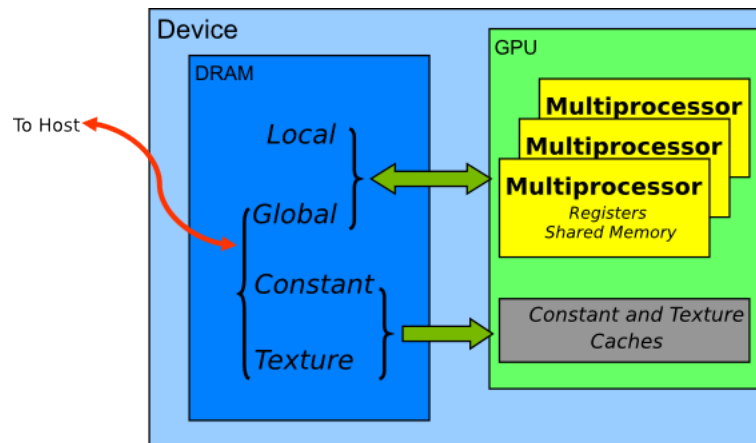 Device
DRAM
To Host
Local
Global
Constant
Texture
GPU
Multiprocessor
Multiprocessor
Multiprocessor
Registers
Shared Memory
Constant and Texture
Caches